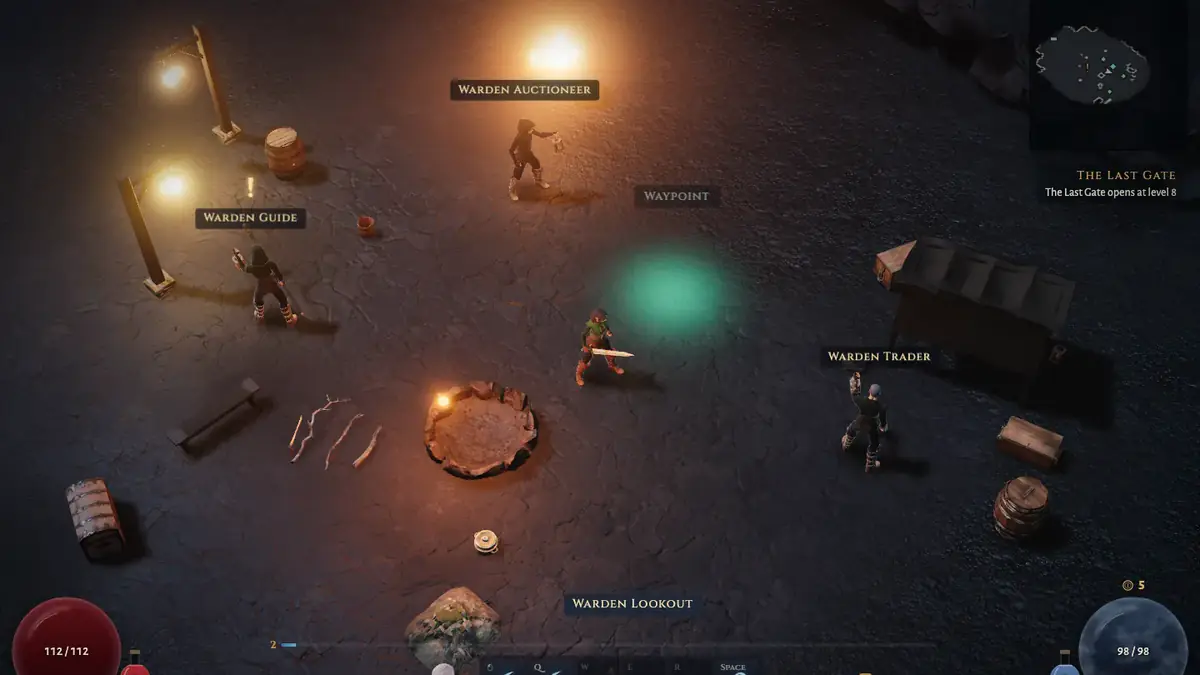 WARDEN AUCTIONEER
WAYPOINT
THE LAST GATE
The Last Gate opens at level 8
WARDEN GUIDE
!
WARDEN TRADER
5
WARDEN LOOKOUT
112/112
2
98/98
Q
W
R
SPACE